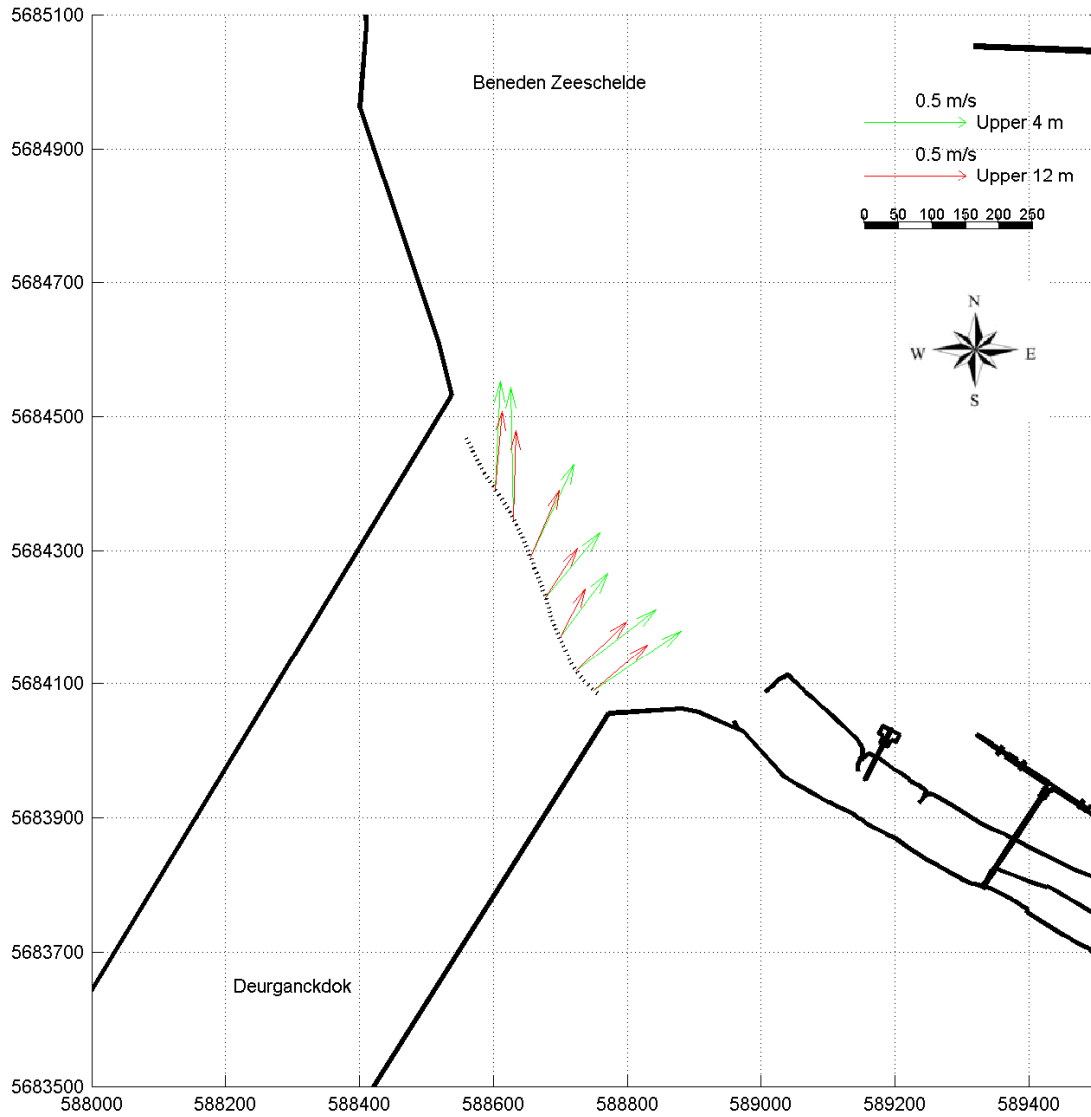 5685100
Beneden Zeeschelde
0.5 m/s
Upper 4 m
5684900
0.5 m/s
Upper 12 m
0 50 100 150 200 250
5684700
N
W E
S
5684500
5684300
5684100
5683900
5683700
Deurganckdok
5683500
588000 588200 588400 588600 588800 589000 589200 589400